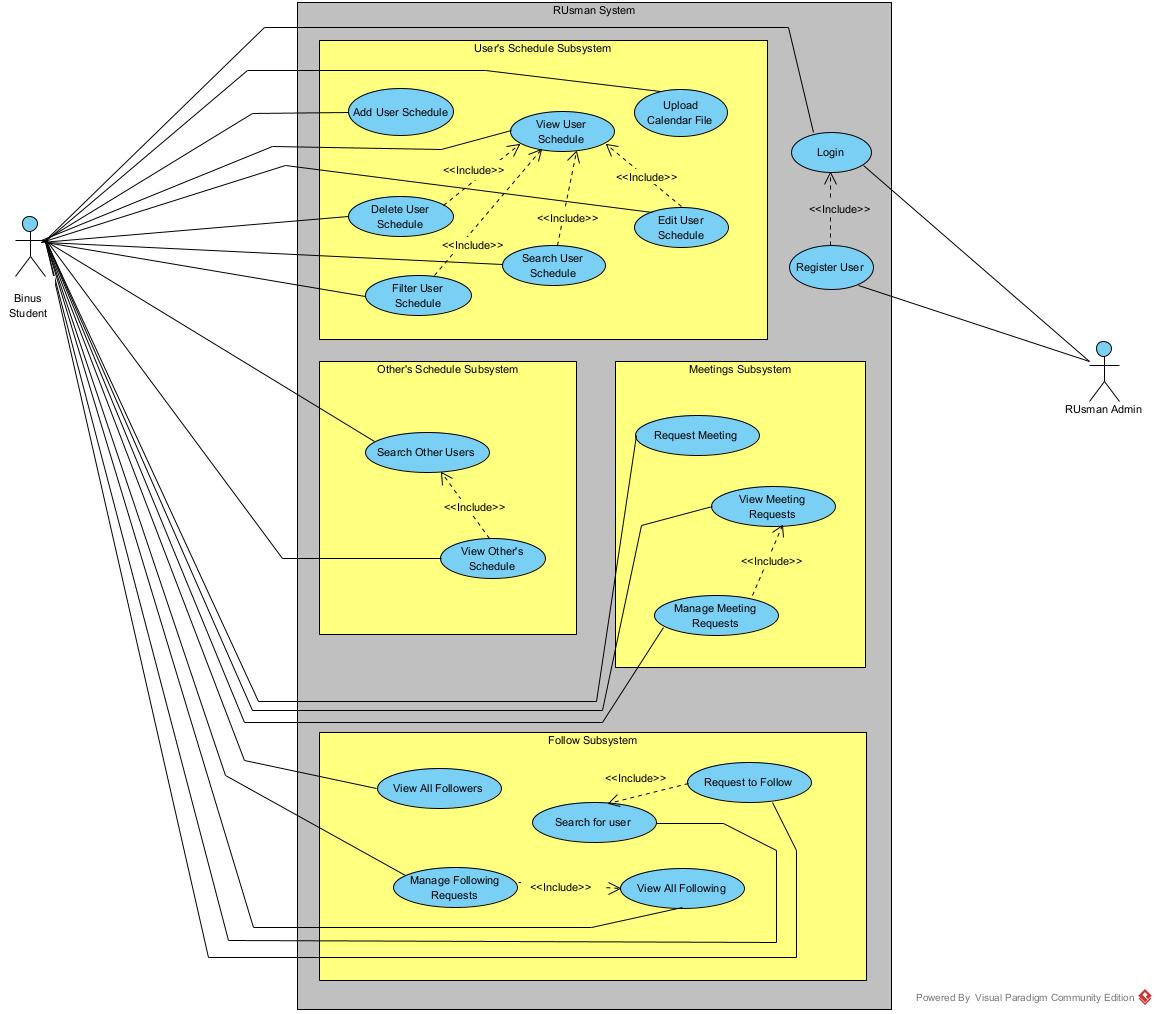 RUsman System
User's Schedule Subsystem
Add User Schedule
View User
Schedule
Upload
Calendar File
Login
<<Include>>
<<Include>>
Delete User
Schedule
<<Include>>
Edit User
Schedule
<<Include>>
<<Include>>
Search User
Schedule
<<Include>>
Register User
Filter User
Schedule
Binus
Student
RUsman Admin
Other's Schedule Subsystem
Search Other Users
<<Include>>
View Other's
Schedule
Meetings Subsystem
Request Meeting
View Meeting
Requests
<<Include>>
Manage Meeting
Requests
Follow Subsystem
View All Followers
<<Include>>
Request to Follow
Search for user
Manage Following
Requests
<<Include>>
View All Following
Powered By Visual Paradigm Community Edition